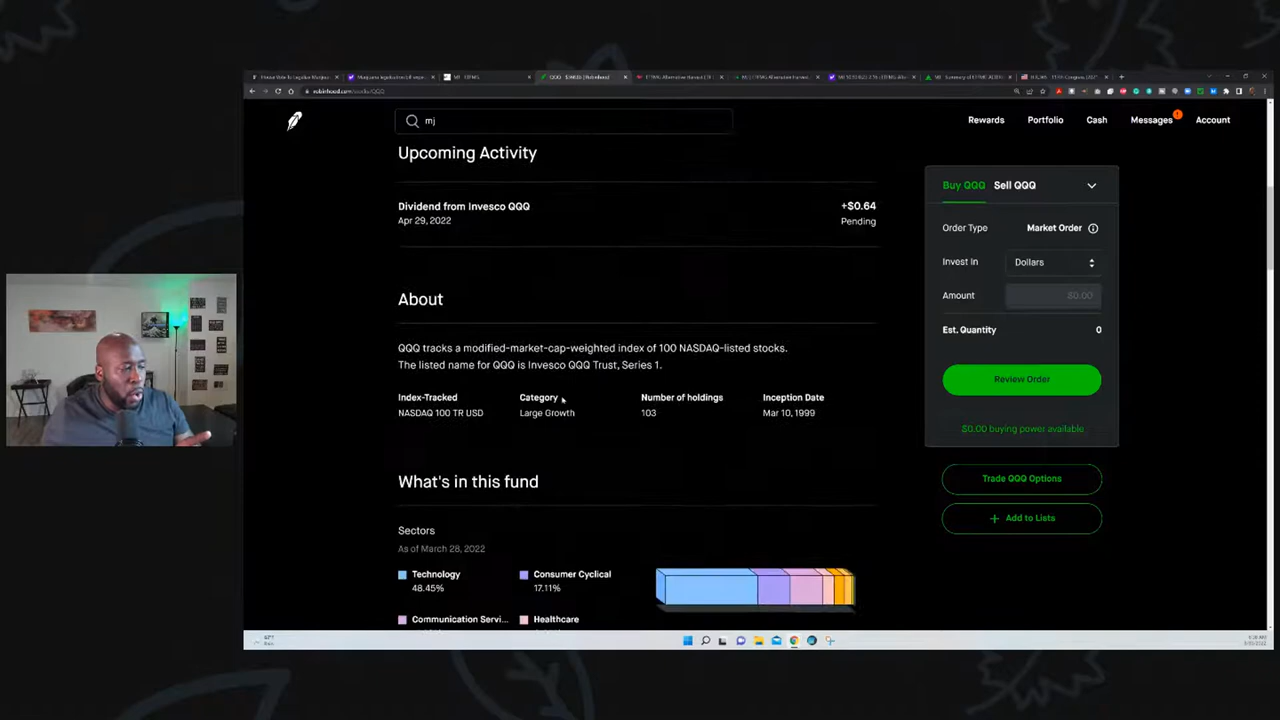 QQQ
robinhood.com/stocks/QQQ
mj
Rewards
Portfolio
Cash
Messages
Account
Upcoming Activity
Dividend from Invesco QQQ
+$0.64
Apr 29, 2022
Pending
About
QQQ tracks a modified-market-cap-weighted index of 100 NASDAQ-listed stocks.
The listed name for QQQ is Invesco QQQ Trust, Series 1.
Index-Tracked
Category
Number of holdings
Inception Date
NASDAQ 100 TR USD
Large Growth
103
Mar 10, 1999
What's in this fund
Sectors
As of March 28, 2022
Technology
Consumer Cyclical
48.45%
17.11%
Communication Servi...
Healthcare
Buy QQQ
Sell QQQ
Order Type
Market Order
Invest in
Dollars
Amount
$0.00
Est. Quantity
0
Review Order
$0.00 buying power available
Trade QQQ Options
+ Add to Lists